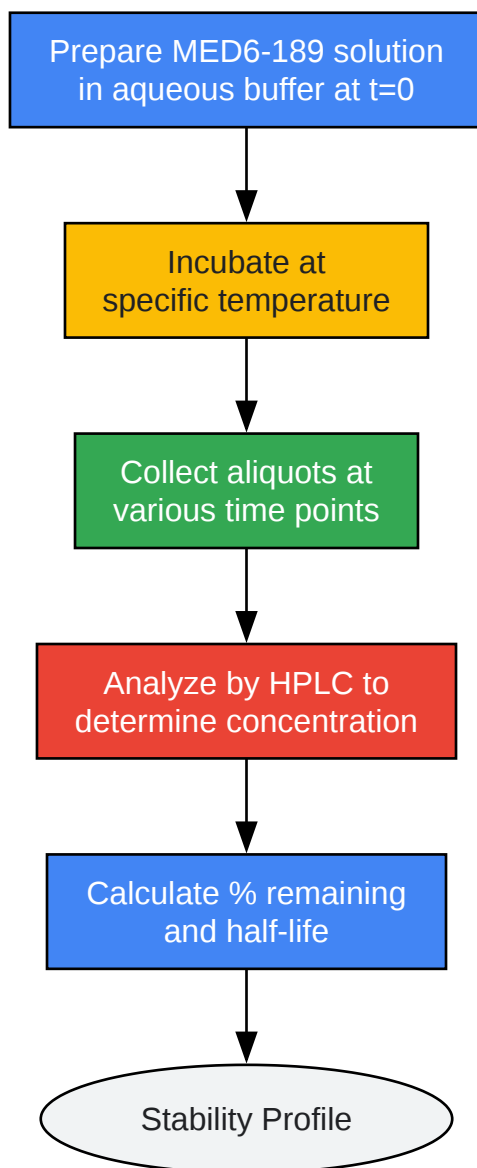 Prepare MED6-189 solution
in aqueous buffer at t=0
Incubate at
specific temperature
Collect aliquots at
various time points
Analyze by HPLC to
determine concentration
Calculate % remaining
and half-life
Stability Profile